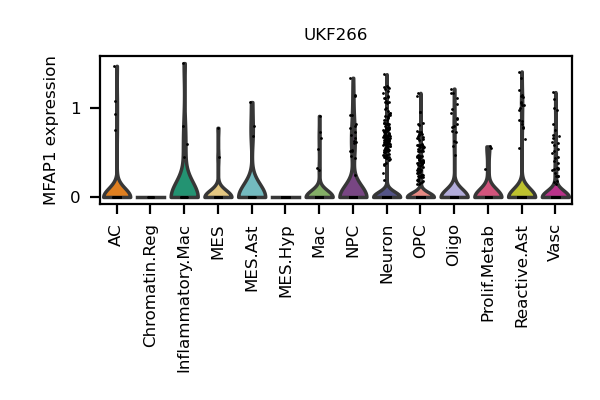 UKF266
MFAP1 expression
1
0
AC
Chromatin.Reg
Inflammatory.Mac
MES
MES.Ast
MES.Hyp
Mac
NPC
Neuron
OPC
Oligo
Prolif.Metab
Reactive.Ast
Vasc